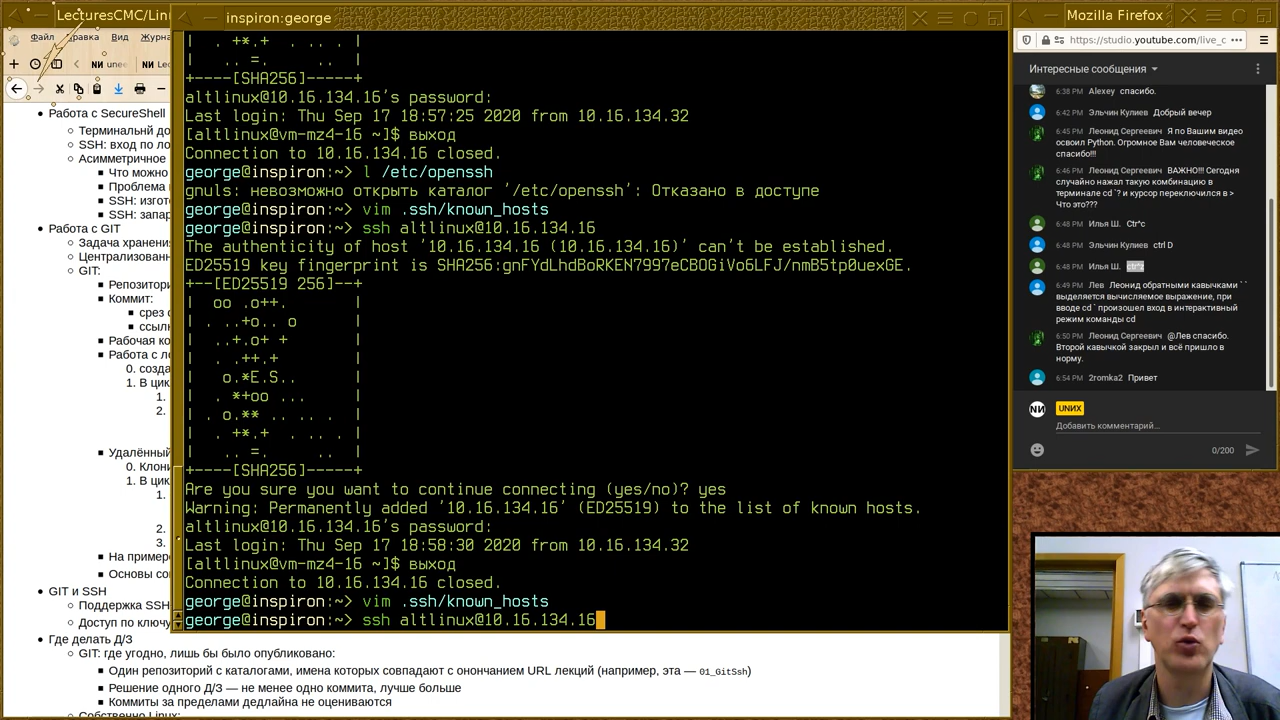 LecturesCMC/Lin
Файл
Правка
Вид
Журна
NИ unee
NИ Lec
Работа с SecureShell
Терминальнй до
SSH: вход по ло
Асимметричное
Что можно
Проблема
SSH: изгот
SSH: запар
Работа с GIT
Задача хранени
Централизованн
GIT:
Репозитори
Коммит:
срез с
ссылк
Рабочая ко
Работа с ло
0. созда
1. В цик
1.
2.
Удалённый
0. Клони
1. В цик
1.
2.
3.
На пример
Основы со
GIT и SSH
Поддержка SSH
Доступ по ключу
Где делать Д/З
GIT: где угодно, лишь бы было опубликовано:
Один репозиторий с каталогами, имена которых совпадают с онончанием URL лекций (например, эта — 01_GitSsh)
Решение одного Д/З — не менее одно коммита, лучше больше
Коммиты за пределами дедлайна не оцениваются
Собственно Linux:
inspiron:george
| . +*.+ . .. . |
| .. =. .. |
+----[SHA256]-----+
altlinux@10.16.134.16's password:
Last login: Thu Sep 17 18:57:25 2020 from 10.16.134.32
[altlinux@vm-mz4-16 ~]$ выход
Connection to 10.16.134.16 closed.
george@inspiron:~> l /etc/openssh
gnuls: невозможно открыть каталог '/etc/openssh': Отказано в доступе
george@inspiron:~> vim .ssh/known_hosts
george@inspiron:~> ssh altlinux@10.16.134.16
The authenticity of host '10.16.134.16 (10.16.134.16)' can't be established.
ED25519 key fingerprint is SHA256:gnFYdLhdBoRKEN7997eCBOGiVo6LFJ/nmB5tp0uexGE.
+--[ED25519 256]--+
| oo .o++. |
| . ..+o.. o |
| ..+.o+ + |
| . .++.+ |
| o.*E.S.. |
| *+oo ... |
| . o.** .. .. . |
| . +*.+ . .. . |
| .. =. .. |
+----[SHA256]-----+
Are you sure you want to continue connecting (yes/no)? yes
Warning: Permanently added '10.16.134.16' (ED25519) to the list of known hosts.
altlinux@10.16.134.16's password:
Last login: Thu Sep 17 18:58:30 2020 from 10.16.134.32
[altlinux@vm-mz4-16 ~]$ выход
Connection to 10.16.134.16 closed.
george@inspiron:~> vim .ssh/known_hosts
george@inspiron:~> ssh altlinux@10.16.134.16
Mozilla Firefox
https://studio.youtube.com/live_c
Интересные сообщения
6:38 PM Alexey спасибо.
6:42 PM Эльчин Кулиев Добрый вечер
6:45 PM Леонид Сергеевич Я по Вашим видео
освоил Python. Огромное Вам человеческое
спасибо!!!
6:46 PM Леонид Сергеевич ВАЖНО!!! Сегодня
случайно нажал такую комбинацию в
терминале cd `? и курсор переключился в >
Что это???
6:48 PM Илья Ш. Ctr^c
6:48 PM Эльчин Кулиев ctrl D
6:48 PM Илья Ш.
6:49 PM Лев Леонид обратными кавычками ` `
выделяется вычисляемое выражение, при
вводе cd ` произошел вход в интерактивный
режим команды cd
6:50 PM Леонид Сергеевич @Лев спасибо.
Второй кавычкой закрыл и всё пришло в
норму.
6:54 PM 2romka2 Привет
NИ UNИX
Добавить комментарий...
0/200